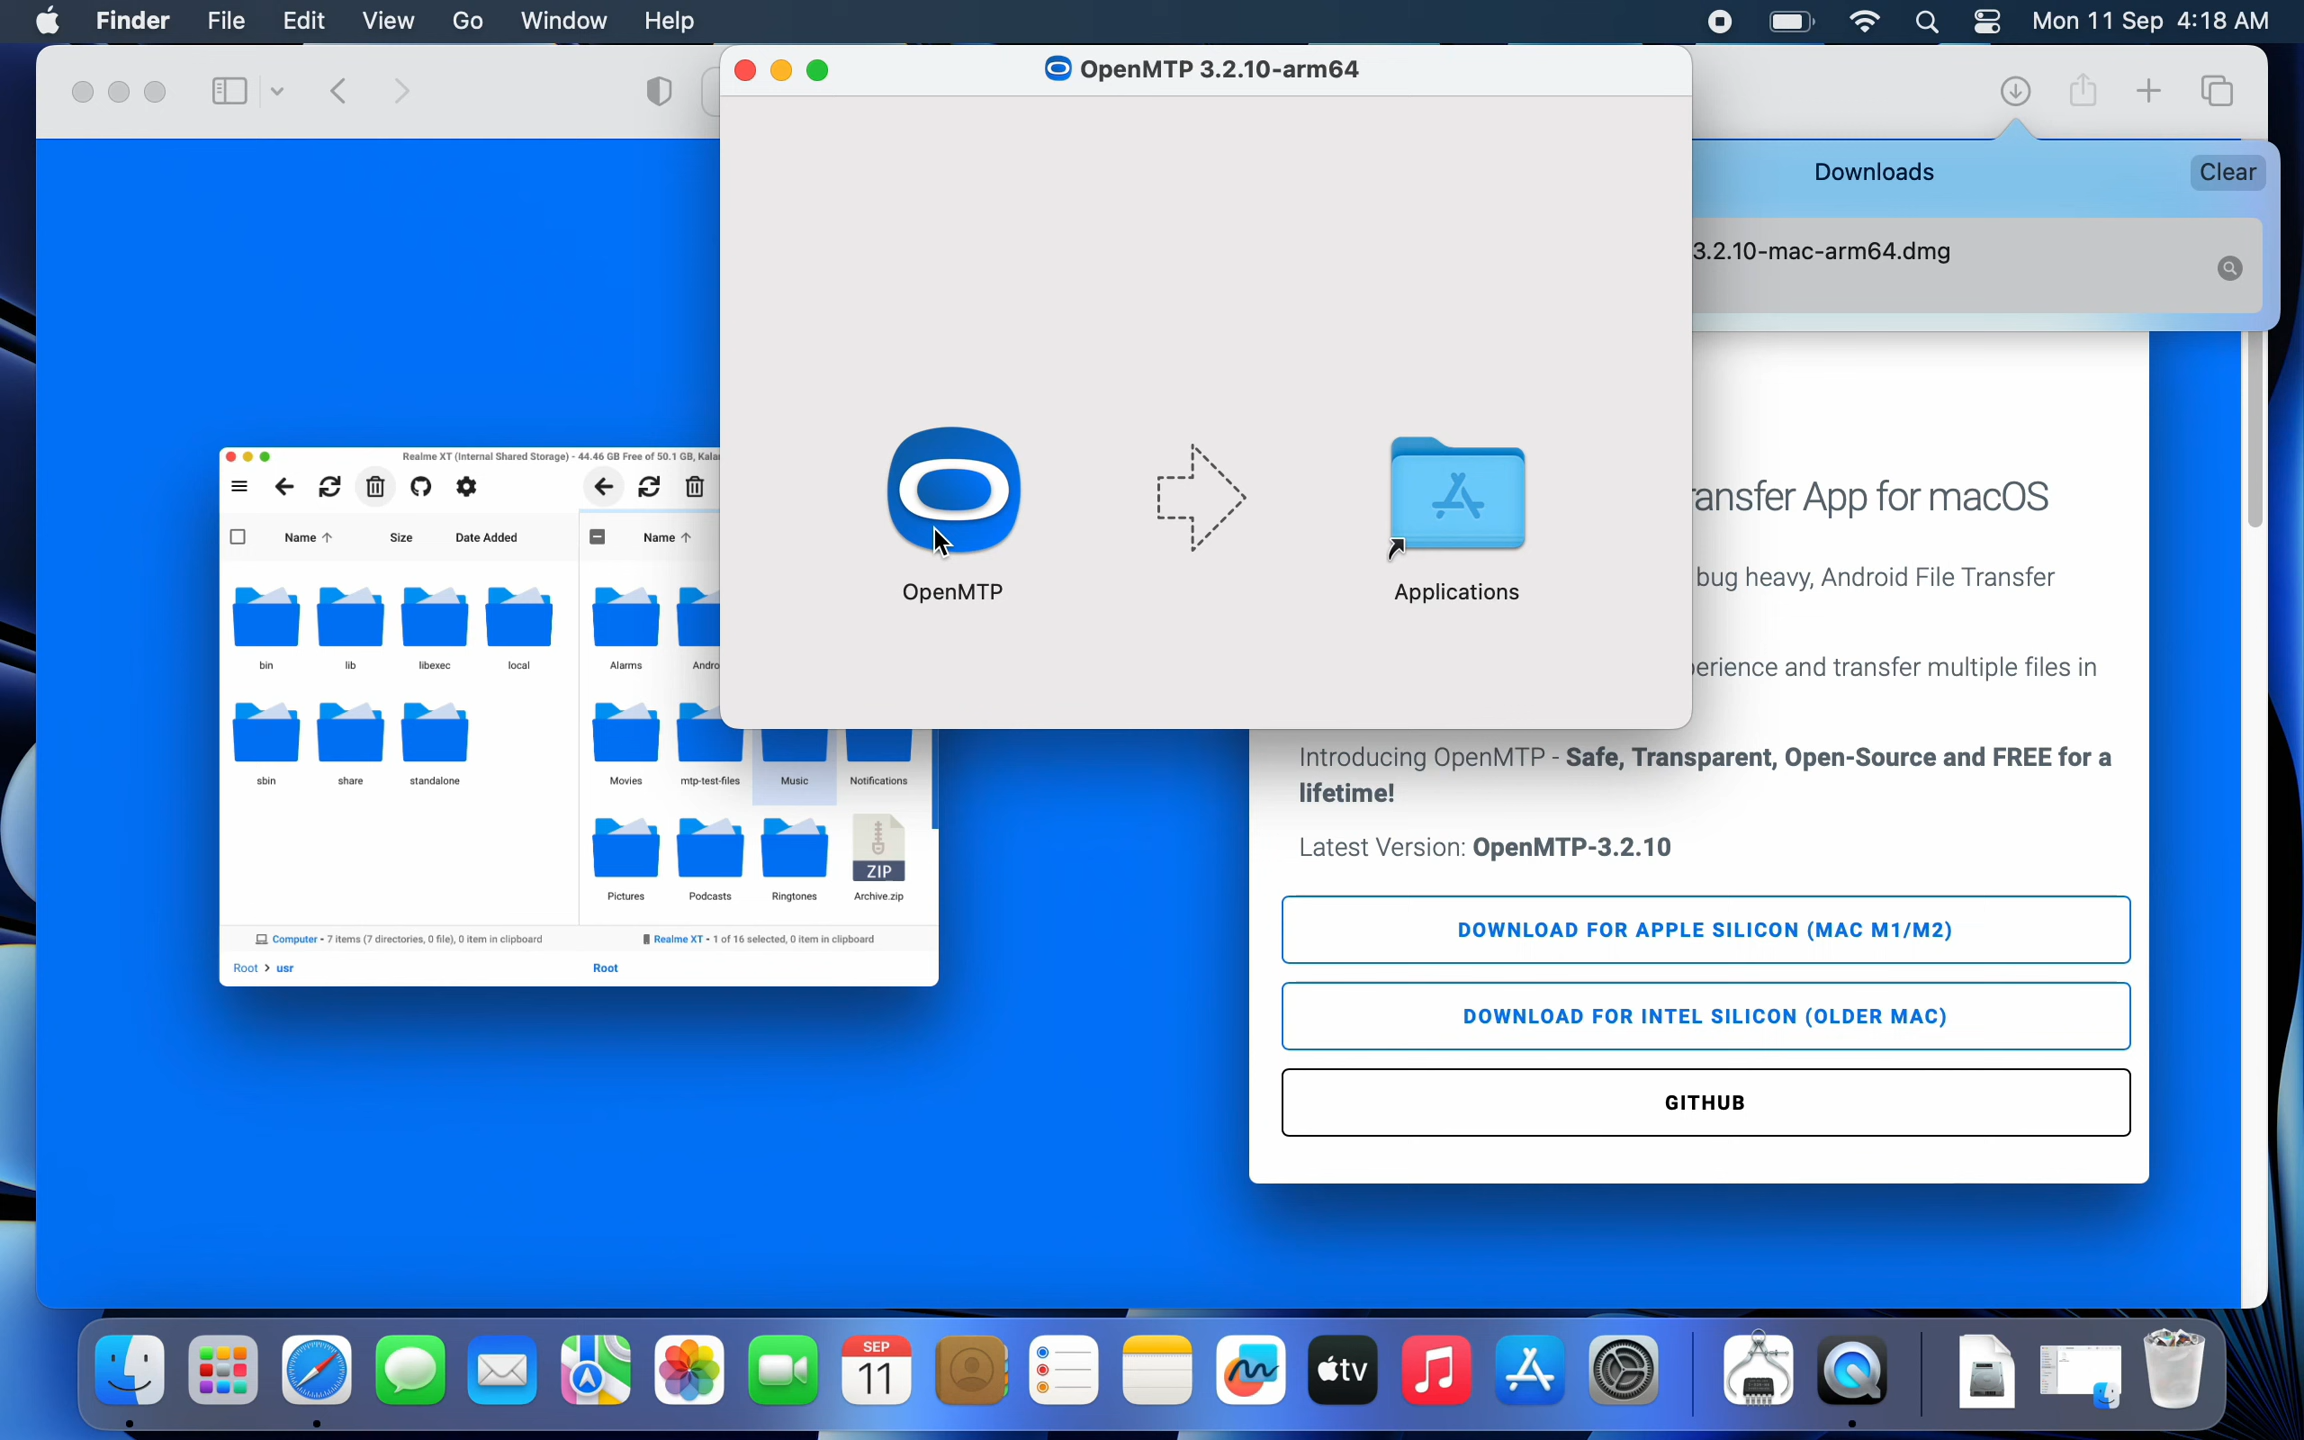 Finder File Edit View Go Window Help Mon 11 Sep 4:18 AM
OpenMTP 3.2.10-arm64
Downloads Clear
3.2.10-mac-arm64.dmg
OpenMTP
Applications
Realme XT (Internal Shared Storage) - 44.46 GB Free of 50.1 GB,
Name Size Date Added
Name
bin lib libexec local
Alarms
sbin share standalone
Movies mtp-test-files Music Notifications
ZIP
Pictures Podcasts Ringtones Archive.zip
Computer - 7 items (7 directories, 0 file), 0 item in clipboard
Realme XT - 1 of 16 selected, 0 item in clipboard
Root > usr
Root
App for macOS
bug heavy, Android File Transfer
and transfer multiple files in
Introducing OpenMTP - Safe, Transparent, Open-Source and FREE for a
lifetime!
Latest Version: OpenMTP-3.2.10
DOWNLOAD FOR APPLE SILICON (MAC M1/M2)
DOWNLOAD FOR INTEL SILICON (OLDER MAC)
GITHUB
SEP
11
tv